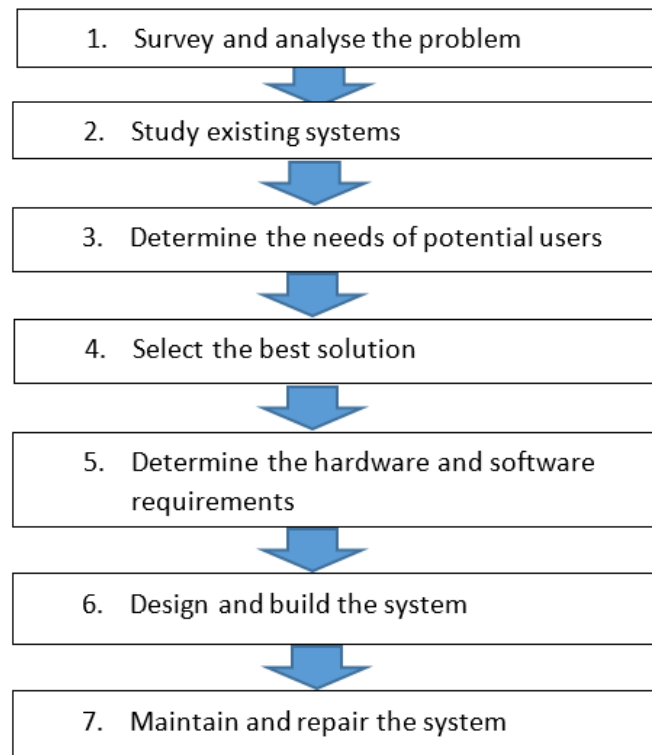 1. Survey and analyse the problem
2. Study existing systems
3. Determine the needs of potential users
4. Select the best solution
5. Determine the hardware and software
requirements
6. Design and build the system
7. Maintain and repair the system